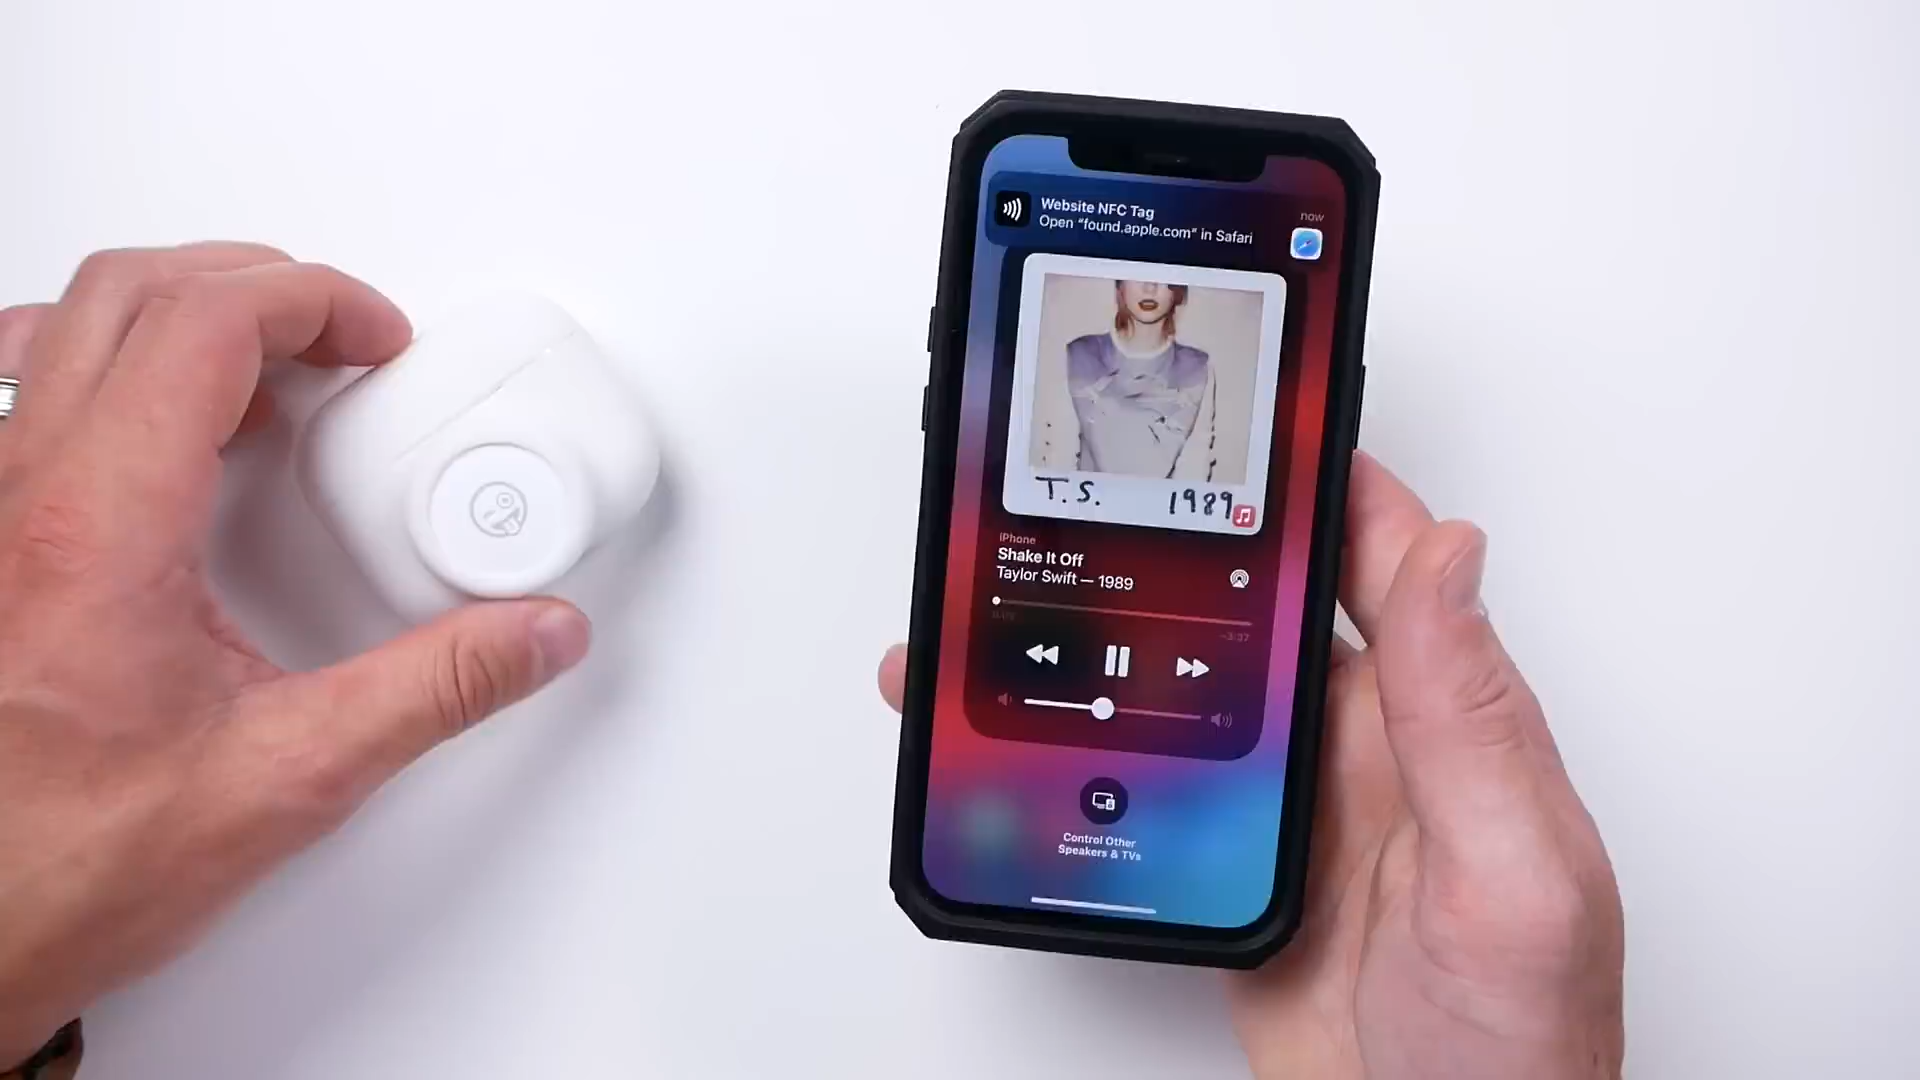 Website NFC Tag
now
Open “found.apple.com” in Safari
T. S. 1989
iPhone
Shake It Off
Taylor Swift — 1989
-3:37
Control Other
Speakers & TVs